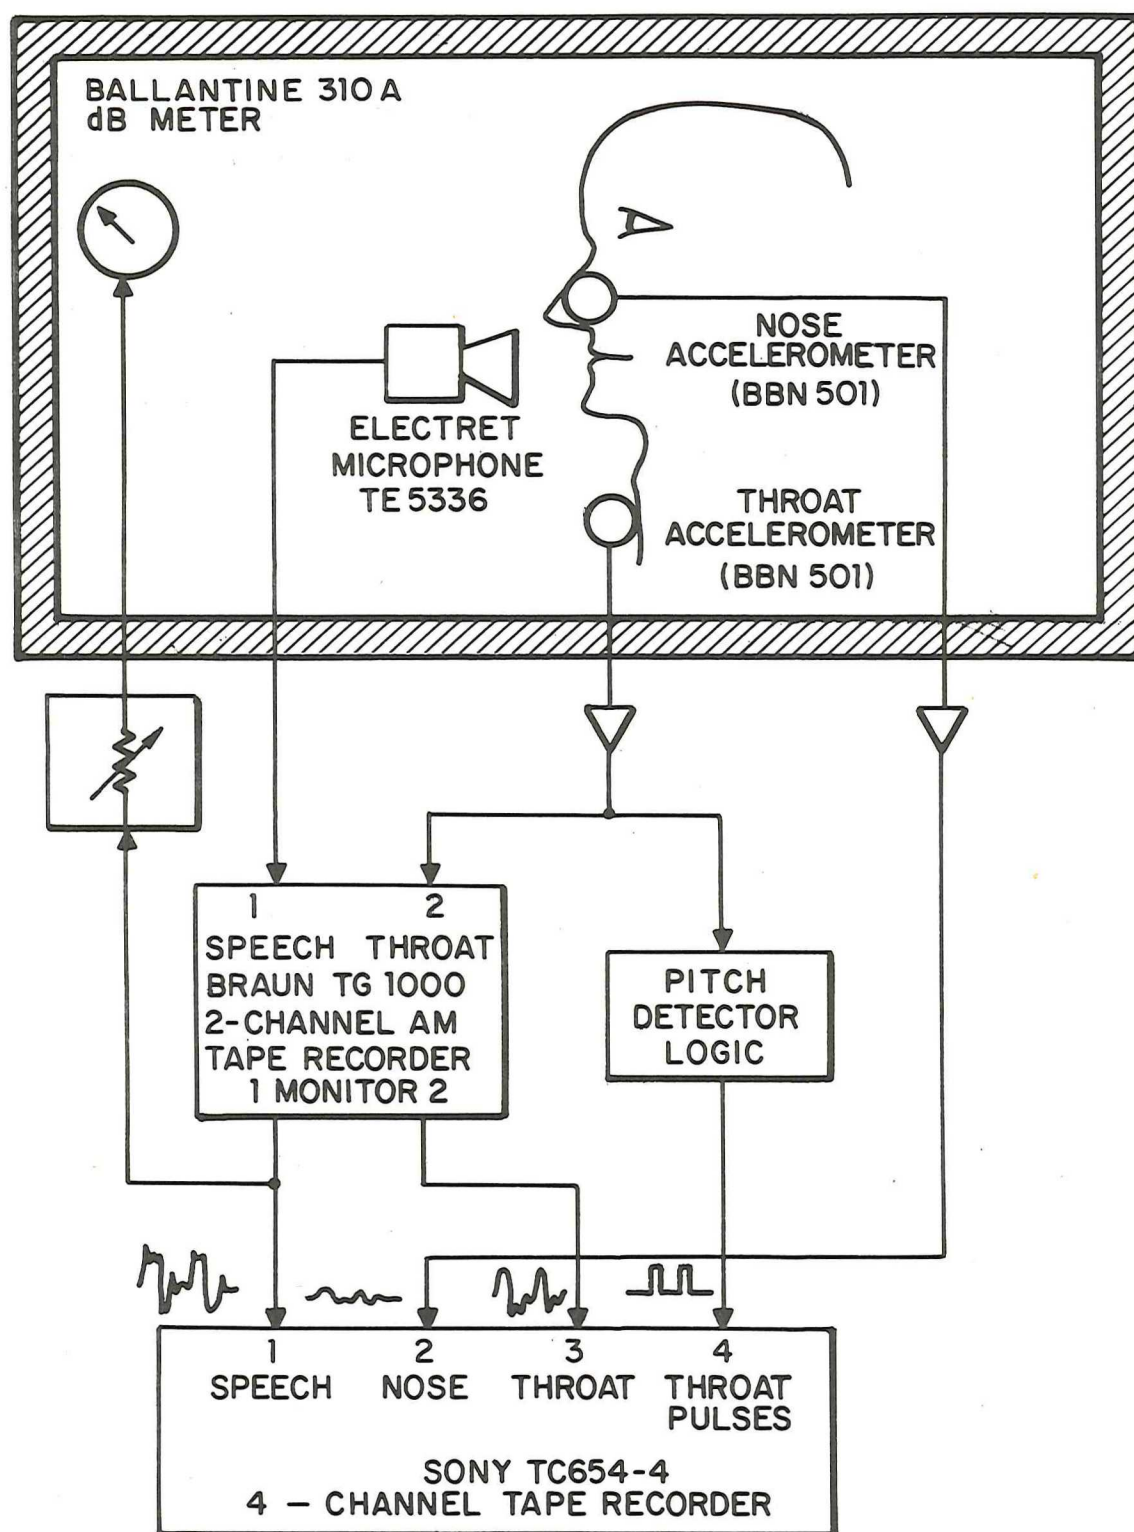 BALLANTINE 310 A
dB METER
NOSE
ACCELEROMETER
(BBN 501)
ELECTRET
MICROPHONE
TE 5336
THROAT
ACCELEROMETER
(BBN 501)
1 2
SPEECH THROAT
BRAUN TG 1000
2-CHANNEL AM
TAPE RECORDER
1 MONITOR 2
PITCH
DETECTOR
LOGIC
1 2 3 4
SPEECH NOSE THROAT THROAT
PULSES
SONY TC654-4
4 - CHANNEL TAPE RECORDER